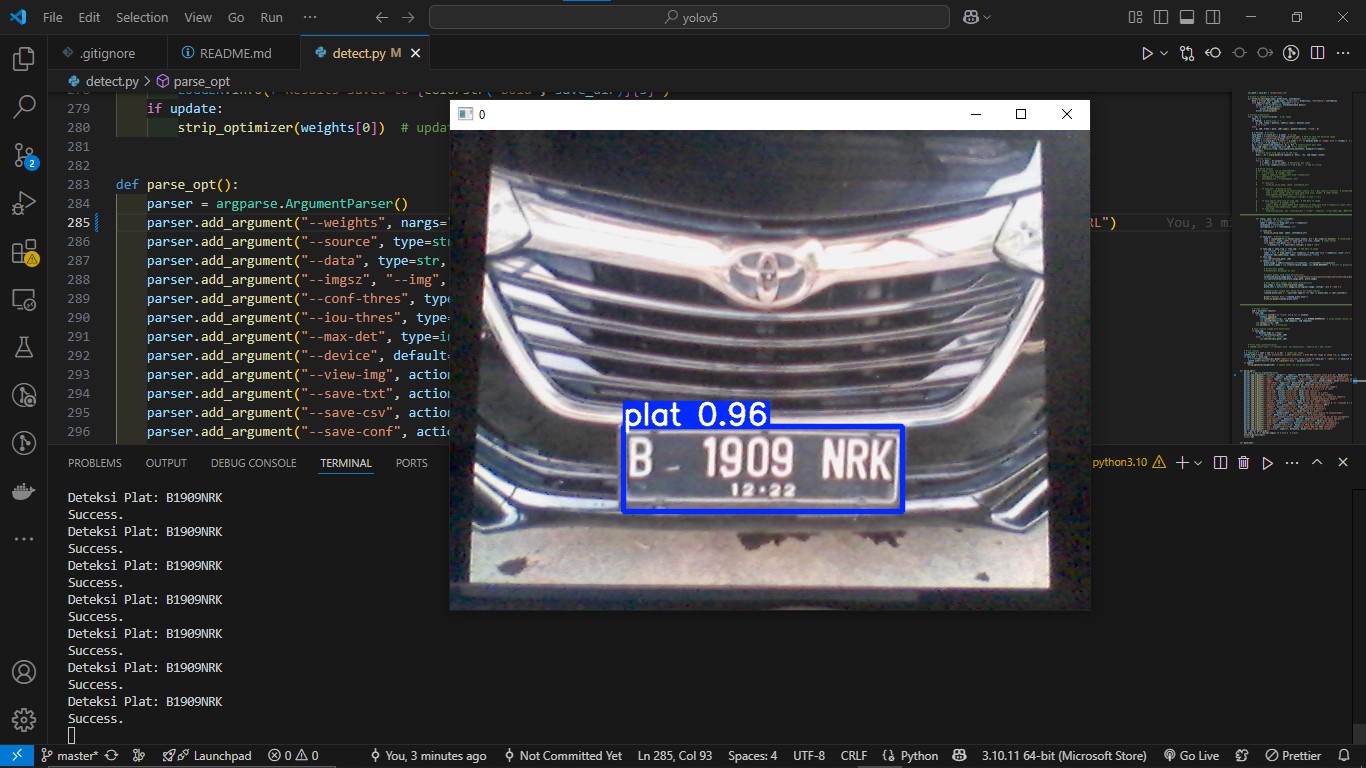 File Edit Selection View Go Run ··· yolov5
.gitignore README.md detect.py M
detect.py > parse_opt
279 if update:
280 strip_optimizer(weights[0]) # upda
281
282
283 def parse_opt():
284 parser = argparse.ArgumentParser()
285 parser.add_argument("--weights", nargs= RL") You, 3 mi
286 parser.add_argument("--source", type=str
287 parser.add_argument("--data", type=str,
288 parser.add_argument("--imgsz", "--img",
289 parser.add_argument("--conf-thres", type
290 parser.add_argument("--iou-thres", type=
291 parser.add_argument("--max-det", type=in
292 parser.add_argument("--device", default=
293 parser.add_argument("--view-img", action
294 parser.add_argument("--save-txt", action
295 parser.add_argument("--save-csv", action
296 parser.add_argument("--save-conf", actio
0
plat 0.96
B 1909 NRK
12·22
2
PROBLEMS OUTPUT DEBUG CONSOLE TERMINAL PORTS python3.10
Deteksi Plat: B1909NRK
Success.
Deteksi Plat: B1909NRK
Success.
Deteksi Plat: B1909NRK
Success.
Deteksi Plat: B1909NRK
Success.
Deteksi Plat: B1909NRK
Success.
Deteksi Plat: B1909NRK
Success.
Deteksi Plat: B1909NRK
Success.
master* Launchpad 0 0 You, 3 minutes ago Not Committed Yet Ln 285, Col 93 Spaces: 4 UTF-8 CRLF Python 3.10.11 64-bit (Microsoft Store) Go Live Prettier